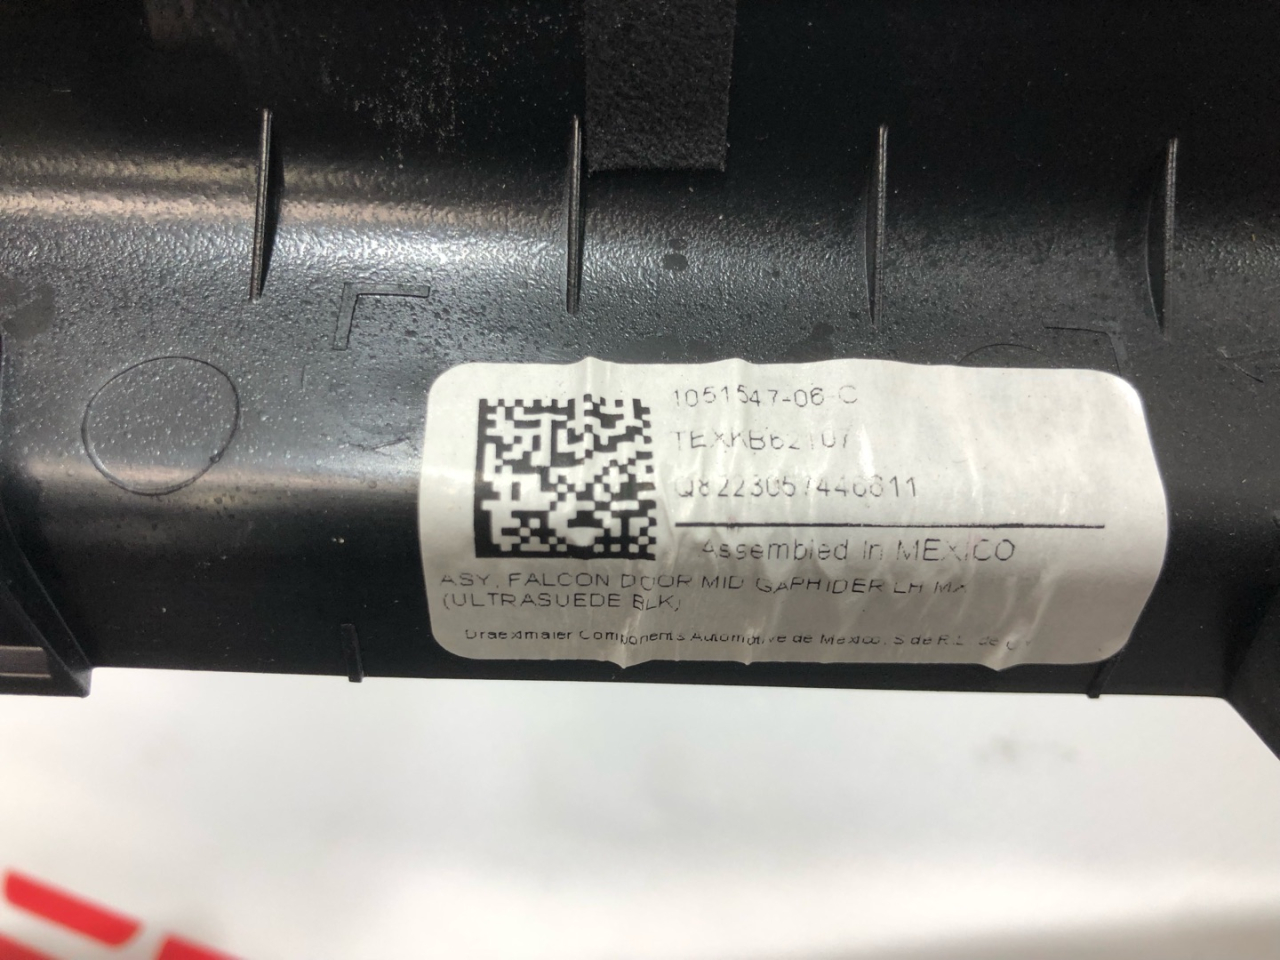 1051547-06-C
TEXKB62107
Q8223057446611
Assembled in MEXICO
ASY, FALCON DOOR MID GAPHIDER LH
(ULTRASUEDE BLK)
Draexlmaier Components Automotive de Mexico, S de R.L. de